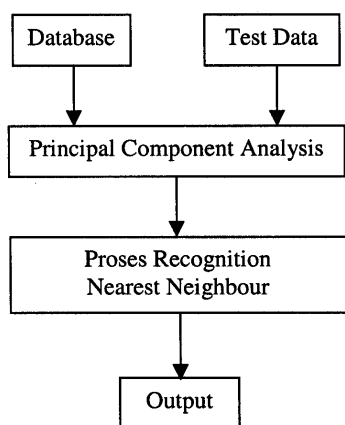 Database
Test Data
Principal Component Analysis
Proses Recognition
Nearest Neighbour
Output